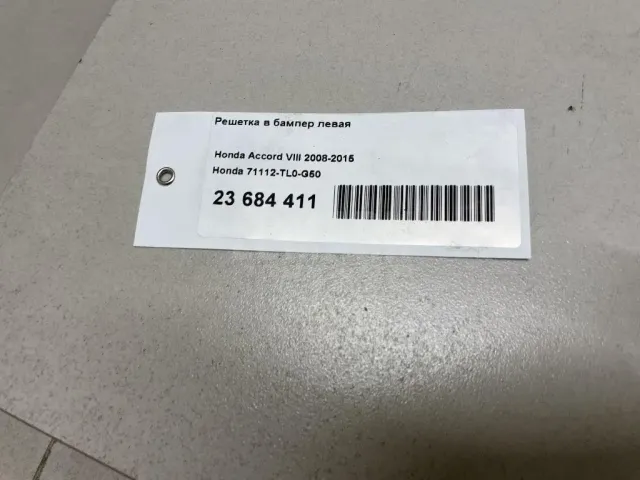 Решетка в бампер левая
Honda Accord VIII 2008-2015
Honda 71112-TL0-G50
23 684 411